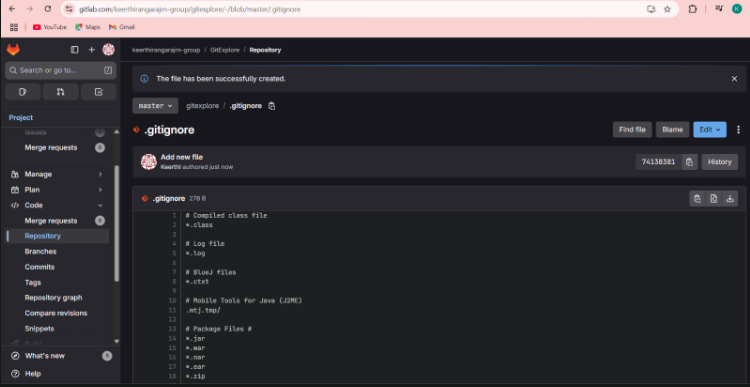 gitlab.com/keerthirangarajm-group/gitexplore/-/blob/master/.gitignore
K
YouTube
Maps
Gmail
keerthirangarajm-group / GitExplore / Repository
Search or go to...
/
The file has been successfully created.
master
gitexplore / .gitignore
Project
.gitignore
Find file
Blame
Edit
Issues
Merge requests
0
Add new file
Keerthi authored just now
74138381
History
Manage
Plan
Code
.gitignore 278 B
Merge requests
0
Repository
Branches
Commits
Tags
Repository graph
Compare revisions
Snippets
1 # Compiled class file
2 *.class
3
4 # Log file
5 *.log
6
7 # BlueJ files
8 *.ctxt
9
10 # Mobile Tools for Java (J2ME)
11 .mtj.tmp/
12
13 # Package Files #
14 *.jar
15 *.war
16 *.nar
17 *.ear
18 *.zip
What's new
Help